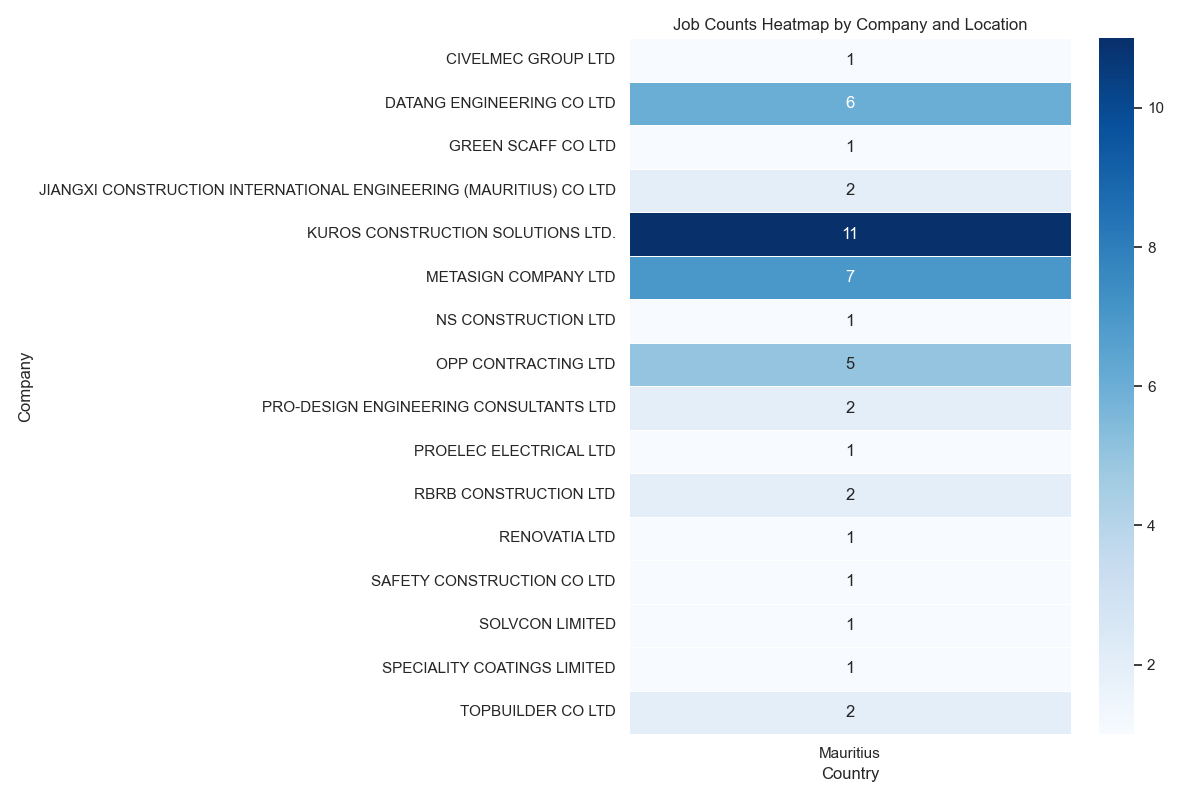 Job Counts Heatmap by Company and Location
CIVELMEC GROUP LTD 1
DATANG ENGINEERING CO LTD 6
GREEN SCAFF CO LTD 1
JIANGXI CONSTRUCTION INTERNATIONAL ENGINEERING (MAURITIUS) CO LTD 2
KUROS CONSTRUCTION SOLUTIONS LTD. 11
METASIGN COMPANY LTD 7
NS CONSTRUCTION LTD 1
OPP CONTRACTING LTD 5
PRO-DESIGN ENGINEERING CONSULTANTS LTD 2
PROELEC ELECTRICAL LTD 1
RBRB CONSTRUCTION LTD 2
RENOVATIA LTD 1
SAFETY CONSTRUCTION CO LTD 1
SOLVCON LIMITED 1
SPECIALITY COATINGS LIMITED 1
TOPBUILDER CO LTD 2
Company
Mauritius
Country
10
8
6
4
2